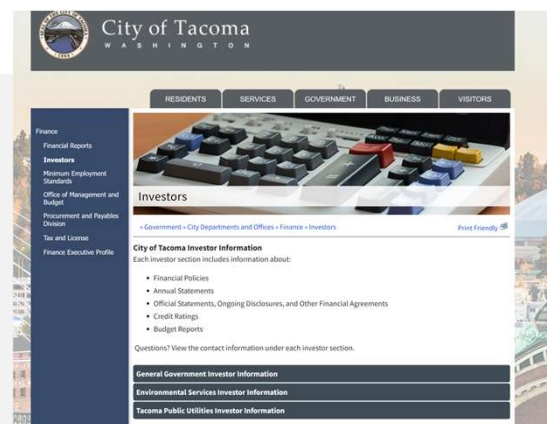 City of Tacoma
WASHINGTON
RESIDENTS
SERVICES
GOVERNMENT
BUSINESS
VISITORS
Finance
Financial Reports
Investors
Minimum Employment
Standards
Office of Management and
Budget
Procurement and Payables
Division
Tax and License
Finance Executive Profile
Investors
» Government » City Departments and Offices » Finance » Investors
Print Friendly
City of Tacoma Investor Information
Each investor section includes information about:
• Financial Policies
• Annual Statements
• Official Statements, Ongoing Disclosures, and Other Financial Agreements
• Credit Ratings
• Budget Reports
Questions? View the contact information under each investor section.
General Government Investor Information
Environmental Services Investor Information
Tacoma Public Utilities Investor Information